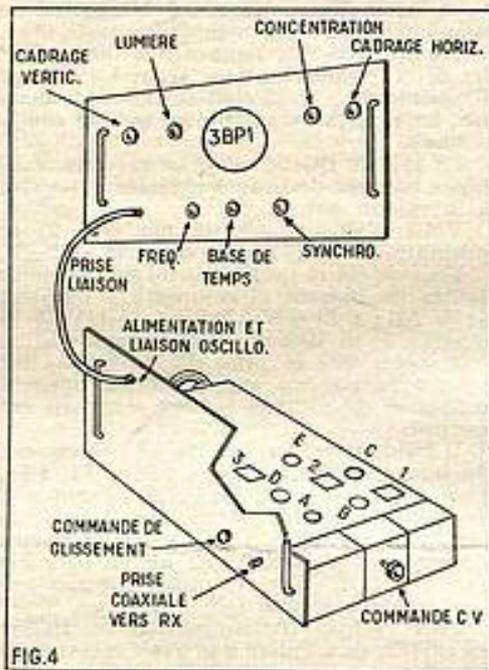 CONCENTRATION
LUMIÈRE
CADRAGE HORIZ.
CADRAGE
VERTIC.
3BP1
FREQ.
BASE DE
TEMPS
SYNCHRO.
PRISE
LIAISON
ALIMENTATION ET
LIAISON OSCILLO.
E
C
3
2
1
D
A
G
COMMANDE DE
GLISSEMENT
PRISE
COAXIALE
VERS RX
COMMANDE C V
FIG.4